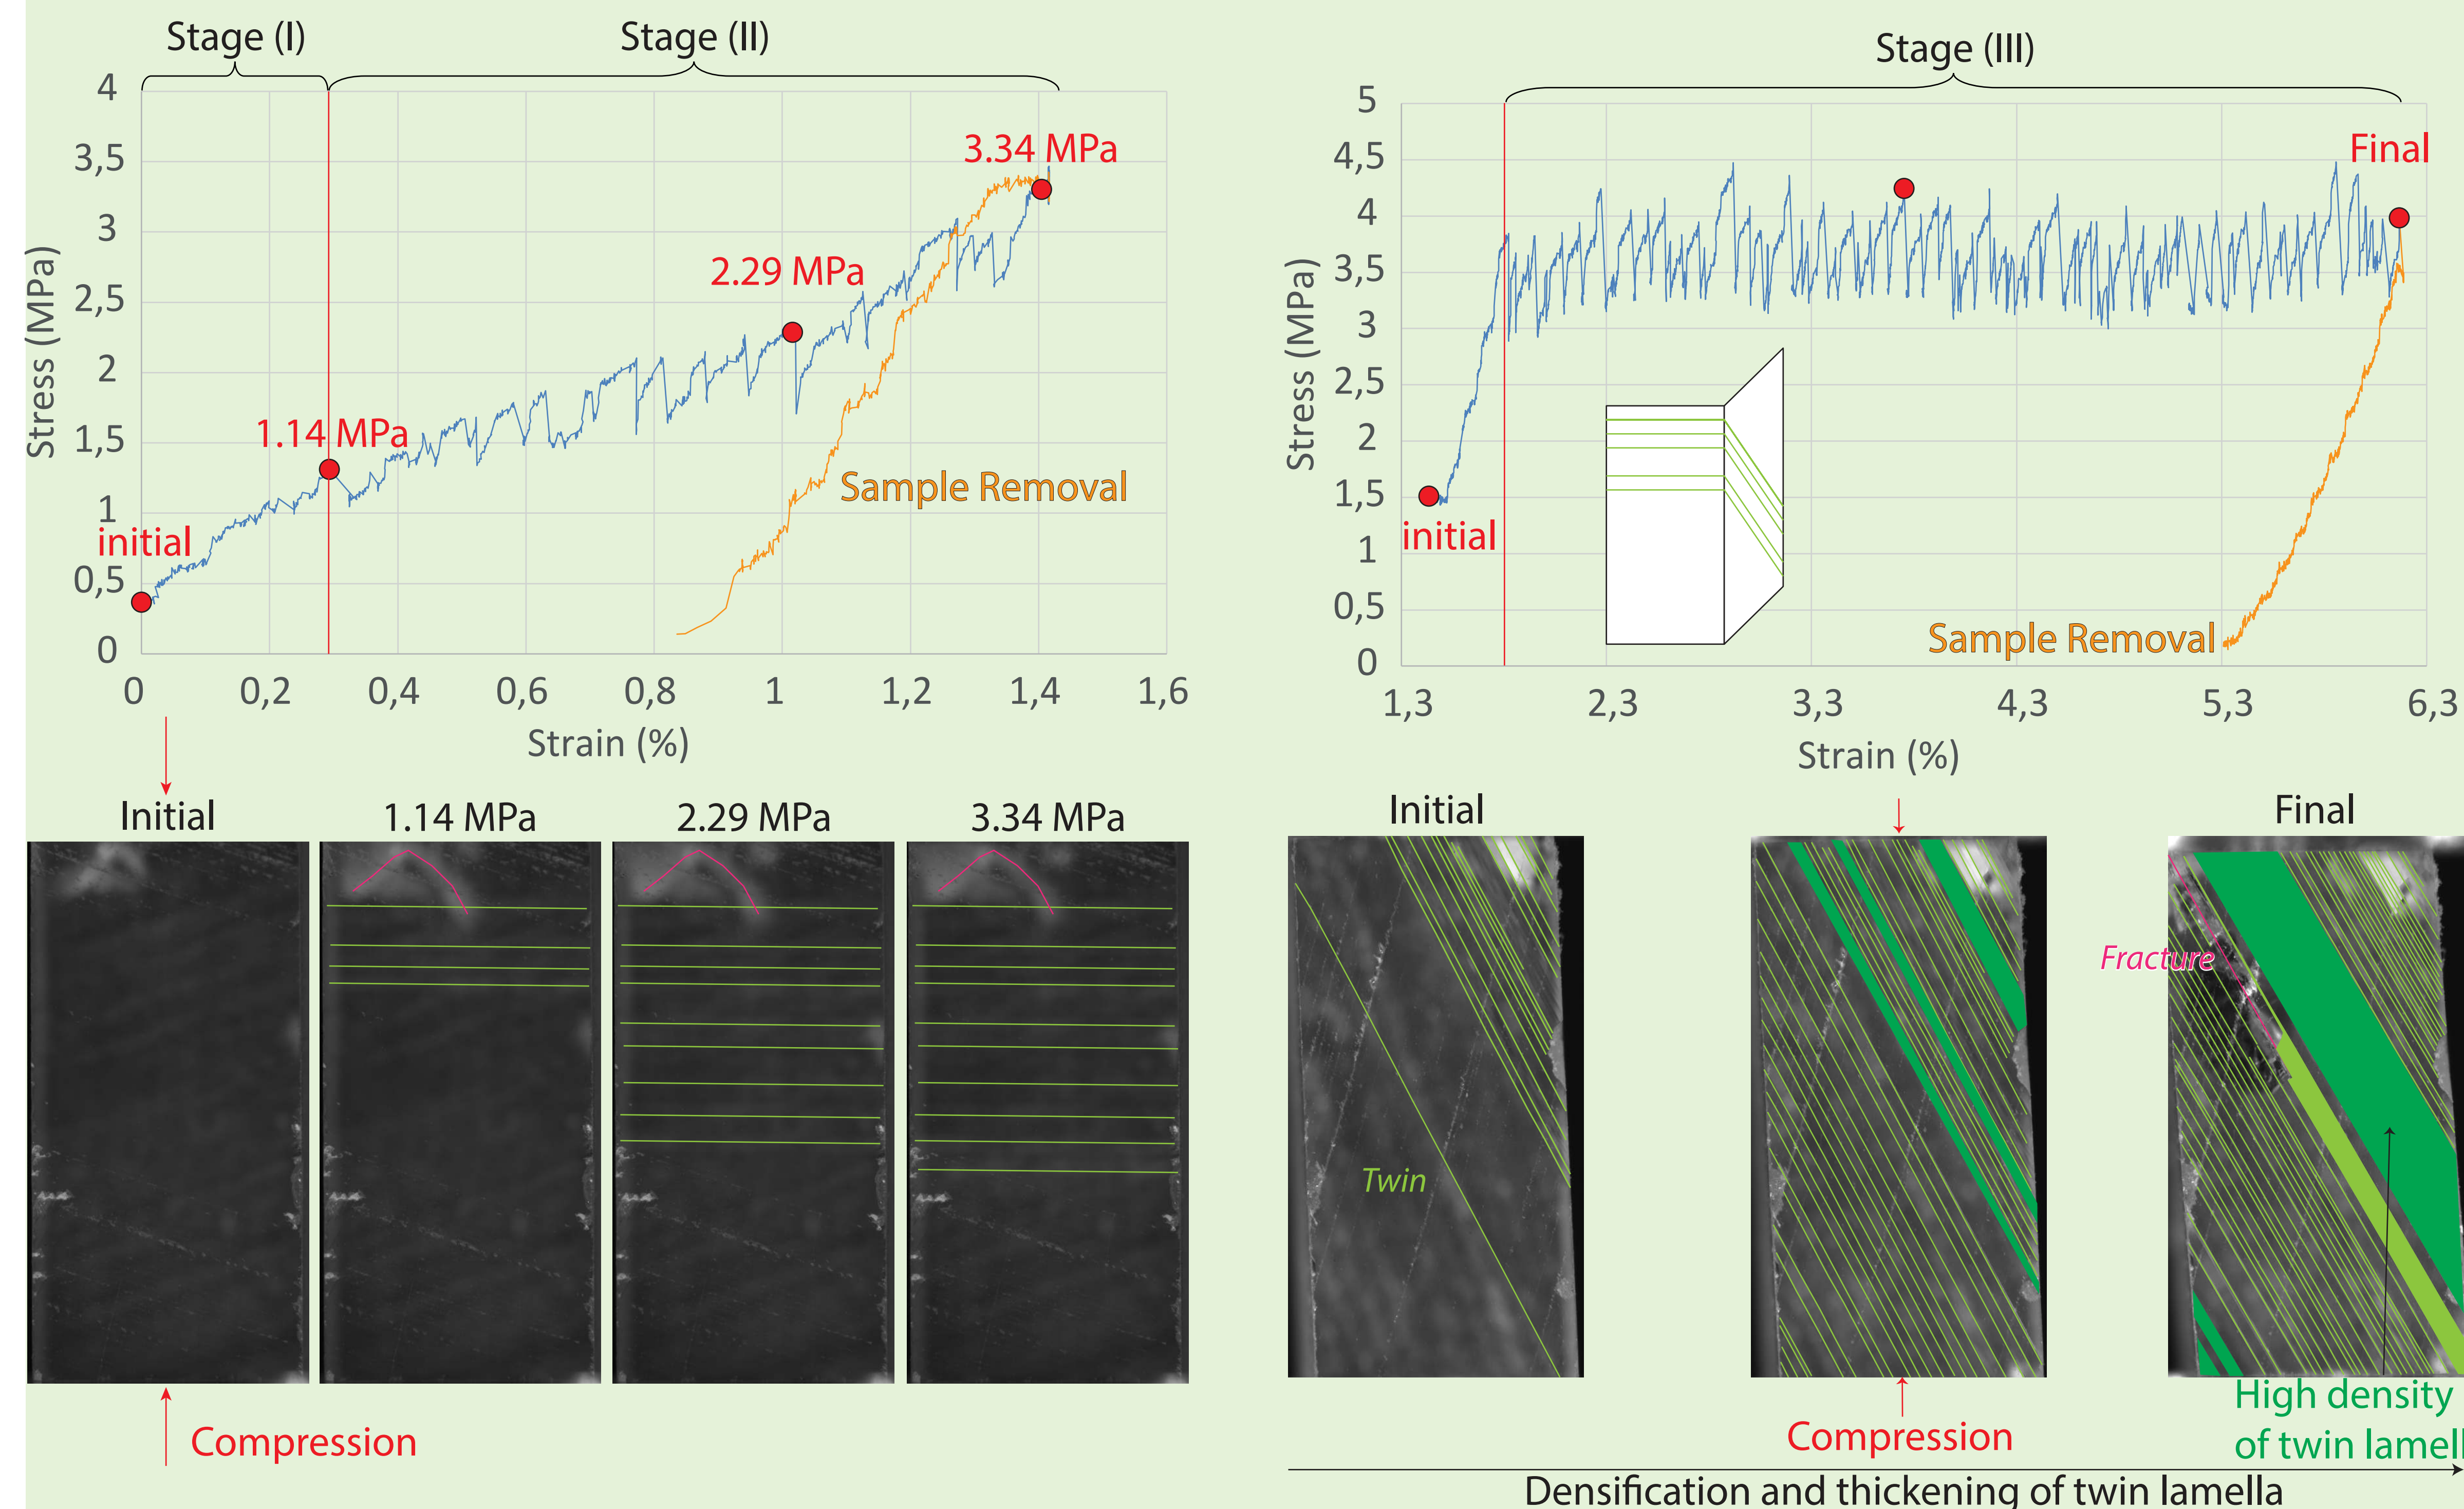 Stage (I)
Stage (II)
4
3,5
3
2,5
2
1,5
1
0,5
0
Stress (MPa)
3.34 MPa
2.29 MPa
1.14 MPa
initial
Sample Removal
0 0,2 0,4 0,6 0,8 1 1,2 1,4 1,6
Strain (%)
Initial
1.14 MPa
2.29 MPa
3.34 MPa
Compression
Stage (III)
5
4,5
4
3,5
3
2,5
2
1,5
1
0,5
0
Stress (MPa)
Final
initial
Sample Removal
1,3 2,3 3,3 4,3 5,3 6,3
Strain (%)
Initial
Final
Twin
Fracture
Compression
High density
of twin lamell
Densification and thickening of twin lamella